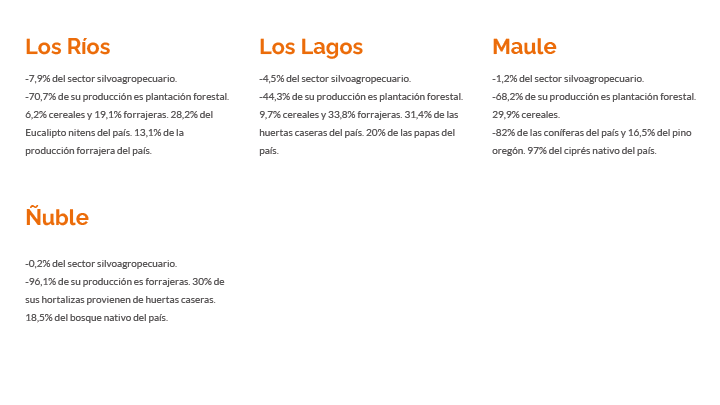 Los Ríos
-7,9% del sector silvoagropecuario.
-70,7% de su producción es plantación forestal.
6,2% cereales y 19,1% forrajeras. 28,2% del
Eucalipto nitens del país. 13,1% de la
producción forrajera del país.
Los Lagos
-4,5% del sector silvoagropecuario.
-44,3% de su producción es plantación forestal.
9,7% cereales y 33,8% forrajeras. 31,4% de las
huertas caseras del país. 20% de las papas del
país.
Maule
-1,2% del sector silvoagropecuario.
-68,2% de su producción es plantación forestal.
29,9% cereales.
-82% de las coníferas del país y 16,5% del pino
oregón. 97% del ciprés nativo del país.
Ñuble
-0,2% del sector silvoagropecuario.
-96,1% de su producción es forrajeras. 30% de
sus hortalizas provienen de huertas caseras.
18,5% del bosque nativo del país.